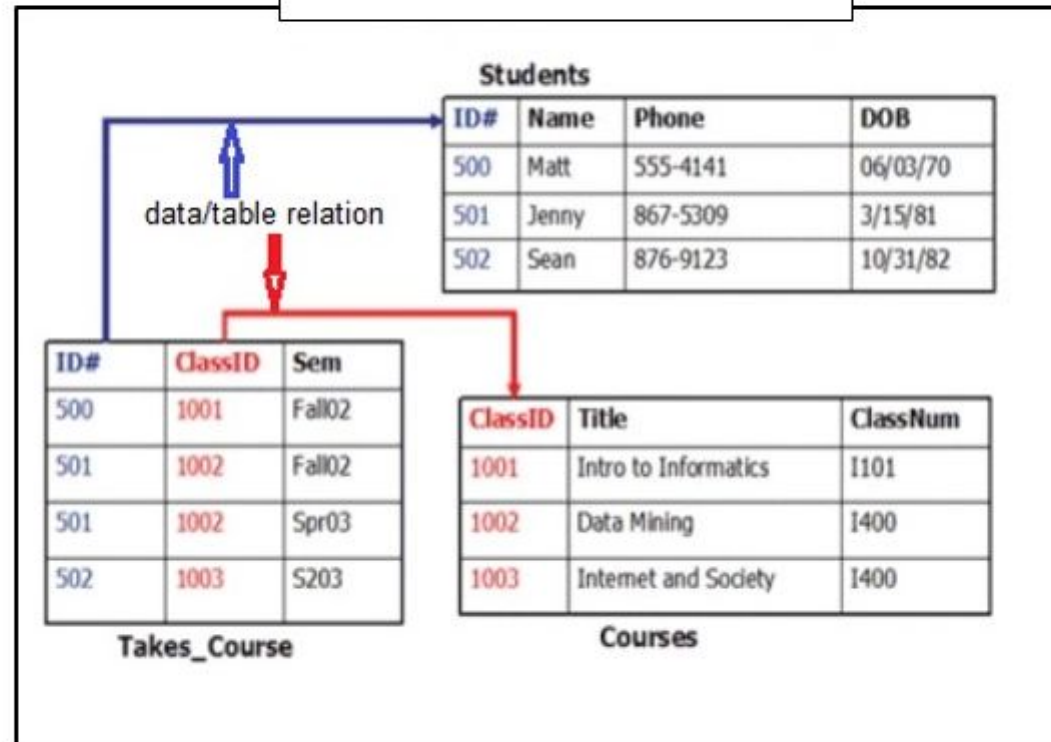 Students
ID# Name Phone DOB
500 Matt 555-4141 06/03/70
501 Jenny 867-5309 3/15/81
502 Sean 876-9123 10/31/82
data/table relation
ID# ClassID Sem
500 1001 Fall02
501 1002 Fall02
501 1002 Spr03
502 1003 S203
Takes_Course
ClassID Title ClassNum
1001 Intro to Informatics I101
1002 Data Mining I400
1003 Internet and Society I400
Courses